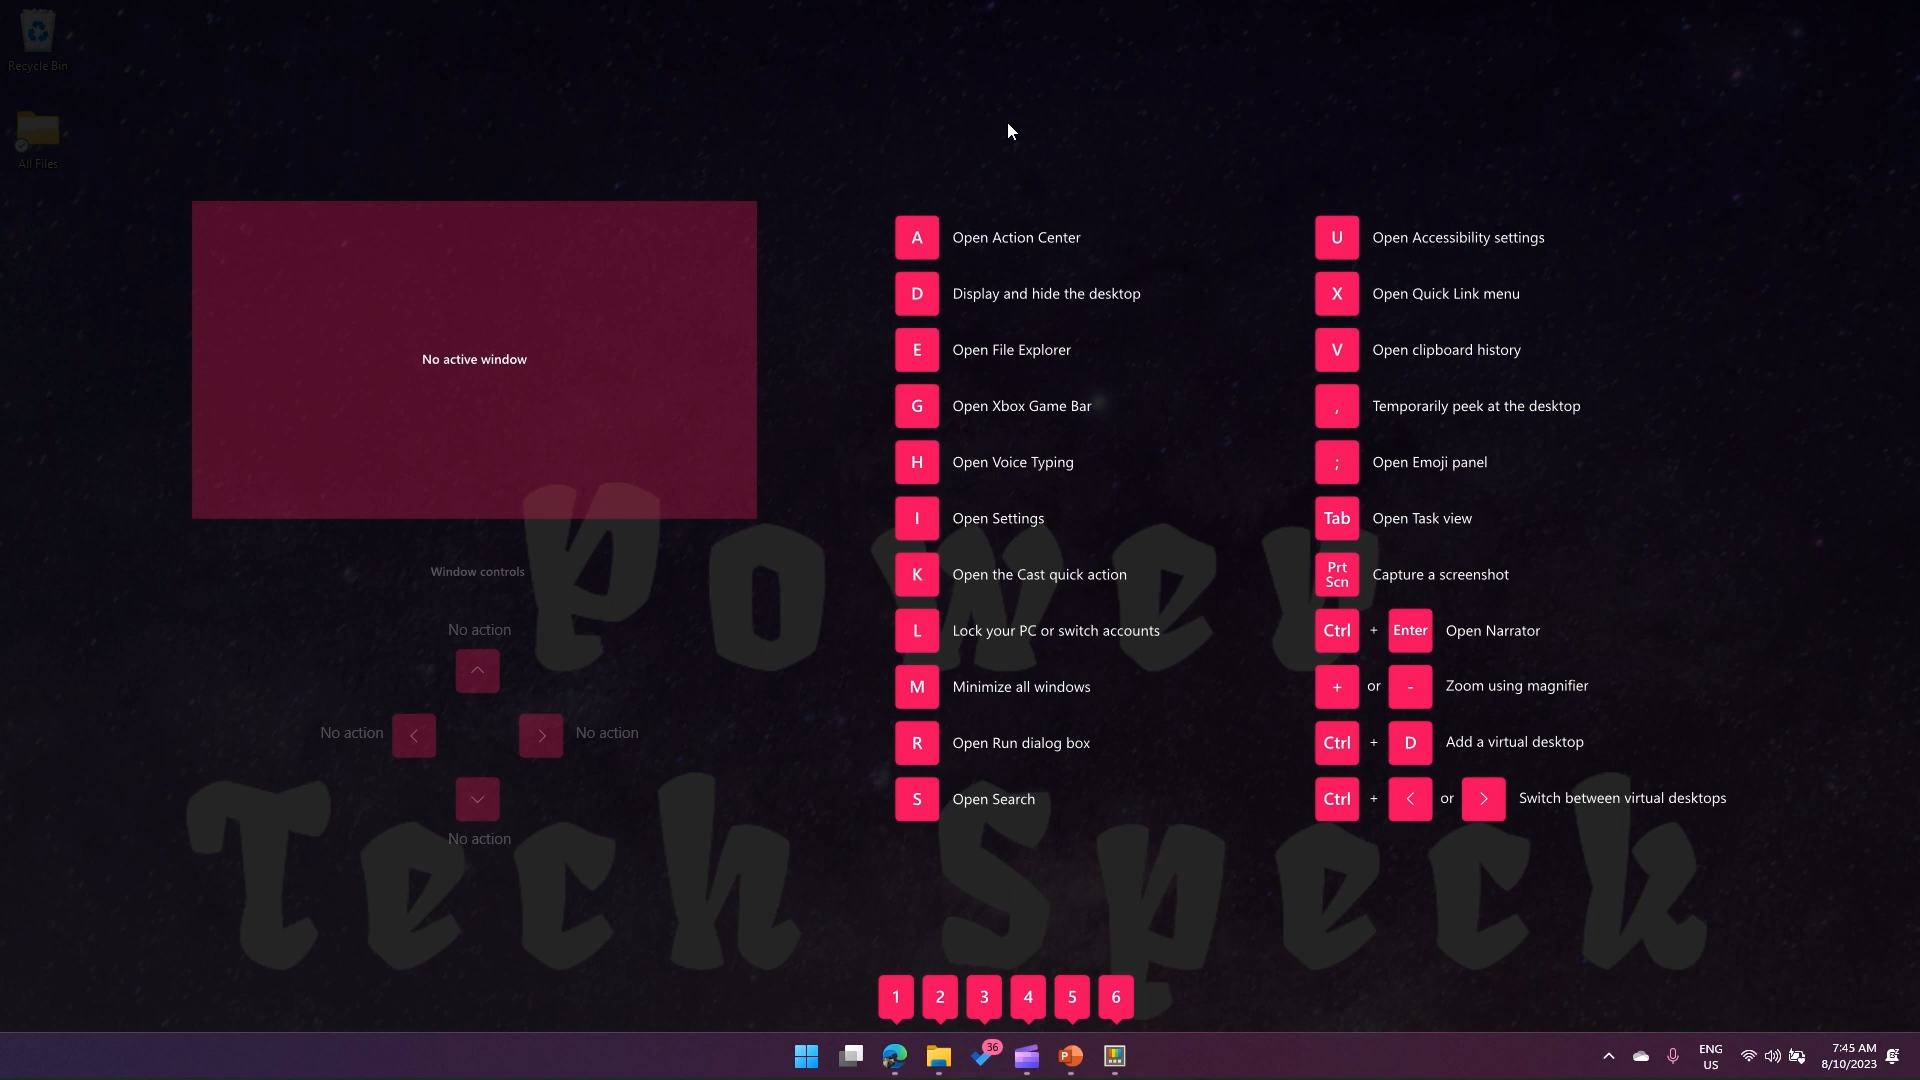 Recycle Bin
All Files
No active window
Window controls
No action
No action
No action
No action
A Open Action Center
D Display and hide the desktop
E Open File Explorer
G Open Xbox Game Bar
H Open Voice Typing
I Open Settings
K Open the Cast quick action
L Lock your PC or switch accounts
M Minimize all windows
R Open Run dialog box
S Open Search
U Open Accessibility settings
X Open Quick Link menu
V Open clipboard history
, Temporarily peek at the desktop
; Open Emoji panel
Tab Open Task view
Prt
Scn Capture a screenshot
Ctrl + Enter Open Narrator
+ or - Zoom using magnifier
Ctrl + D Add a virtual desktop
Ctrl + < or > Switch between virtual desktops
Power
Tech Speck
1 2 3 4 5 6
36
P
ENG
US
7:45 AM
8/10/2023